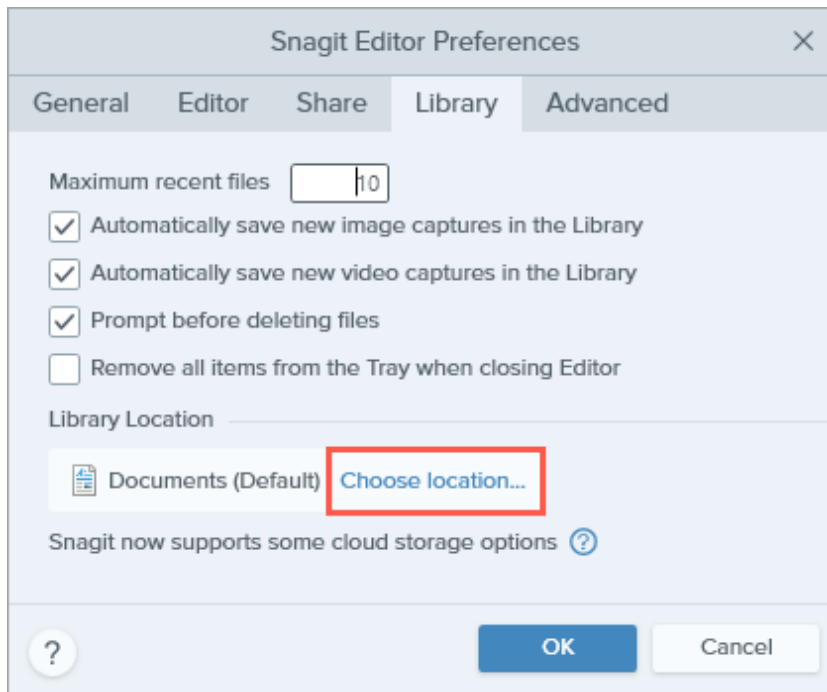 Snagit Editor Preferences
General Editor Share Library Advanced
Maximum recent files 10
Automatically save new image captures in the Library
Automatically save new video captures in the Library
Prompt before deleting files
Remove all items from the Tray when closing Editor
Library Location
Documents (Default) Choose location...
Snagit now supports some cloud storage options ?
? OK Cancel